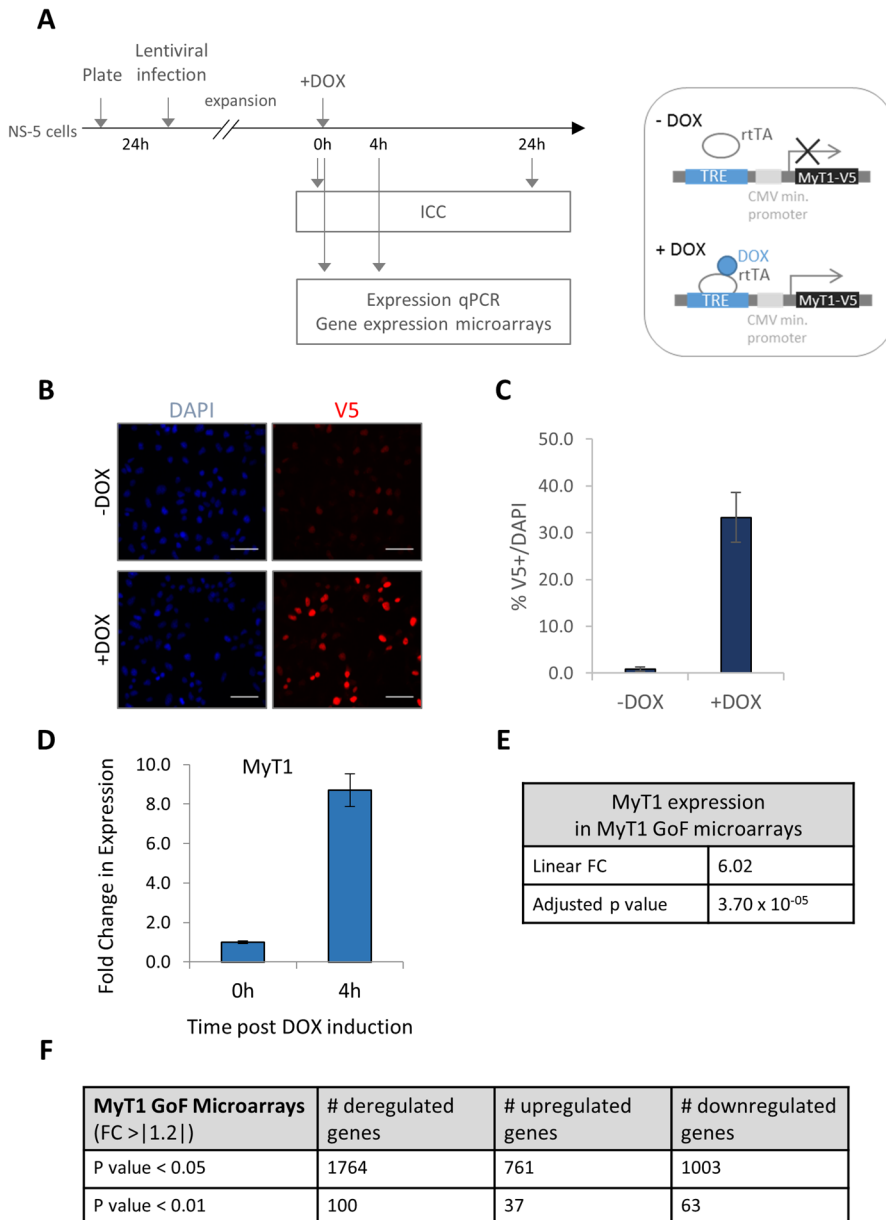 A
Plate
Lentiviral
infection
expansion
+DOX
NS-5 cells
24h
0h
4h
24h
ICC
Expression qPCR
Gene expression microarrays
- DOX
rtTA
TRE
MyT1-V5
CMV min.
promoter
+ DOX
DOX
rtTA
TRE
MyT1-V5
CMV min.
promoter
B
DAPI
V5
-DOX
+DOX
C
% V5+/DAPI
50.0
40.0
30.0
20.0
10.0
0.0
-DOX
+DOX
D
MyT1
Fold Change in Expression
10.0
8.0
6.0
4.0
2.0
0.0
0h
4h
Time post DOX induction
E
MyT1 expression
in MyT1 GoF microarrays
Linear FC 6.02
Adjusted p value 3.70 x 10⁻⁰⁵
F
MyT1 GoF Microarrays
(FC >|1.2|)
# deregulated
genes
# upregulated
genes
# downregulated
genes
P value < 0.05 1764 761 1003
P value < 0.01 100 37 63